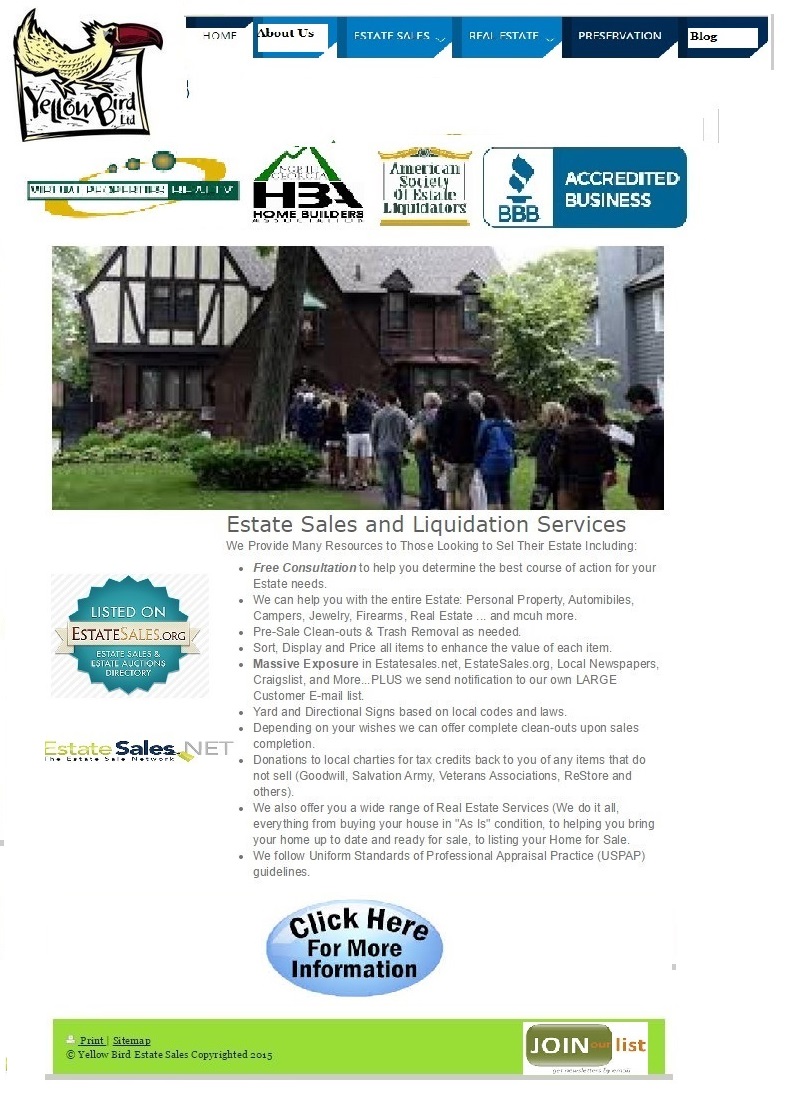 HOME
About Us
ESTATE SALES
REAL ESTATE
PRESERVATION
Blog
Yellow Bird
Ltd
VIRTUAL PROPERTIES REALTY
GEORGIA
HBA
HOME BUILDERS
ASSOCIATION
American
Society
Of Estate
Liquidators
BBB
ACCREDITED
BUSINESS
Estate Sales and Liquidation Services
We Provide Many Resources to Those Looking to Sel Their Estate Including:
Free Consultation to help you determine the best course of action for your
Estate needs.
We can help you with the entire Estate: Personal Property, Automibiles,
Campers, Jewelry, Firearms, Real Estate ... and mcuh more.
Pre-Sale Clean-outs & Trash Removal as needed.
Sort, Display and Price all items to enhance the value of each item.
Massive Exposure in Estatesales.net, EstateSales.org, Local Newspapers,
Craigslist, and More...PLUS we send notification to our own LARGE
Customer E-mail list.
Yard and Directional Signs based on local codes and laws.
Depending on your wishes we can offer complete clean-outs upon sales
completion.
Donations to local charties for tax credits back to you of any items that do
not sell (Goodwill, Salvation Army, Veterans Associations, ReStore and
others).
We also offer you a wide range of Real Estate Services (We do it all,
everything from buying your house in "As Is" condition, to helping you bring
your home up to date and ready for sale, to listing your Home for Sale.
We follow Uniform Standards of Professional Appraisal Practice (USPAP)
guidelines.
LISTED ON
ESTATESALES.ORG
ESTATE SALES &
ESTATE AUCTIONS
DIRECTORY
Estate Sales.NET
The Estate Sale Network
Click Here
For More
Information
Print | Sitemap
© Yellow Bird Estate Sales Copyrighted 2015
JOIN our list
get newsletters by email